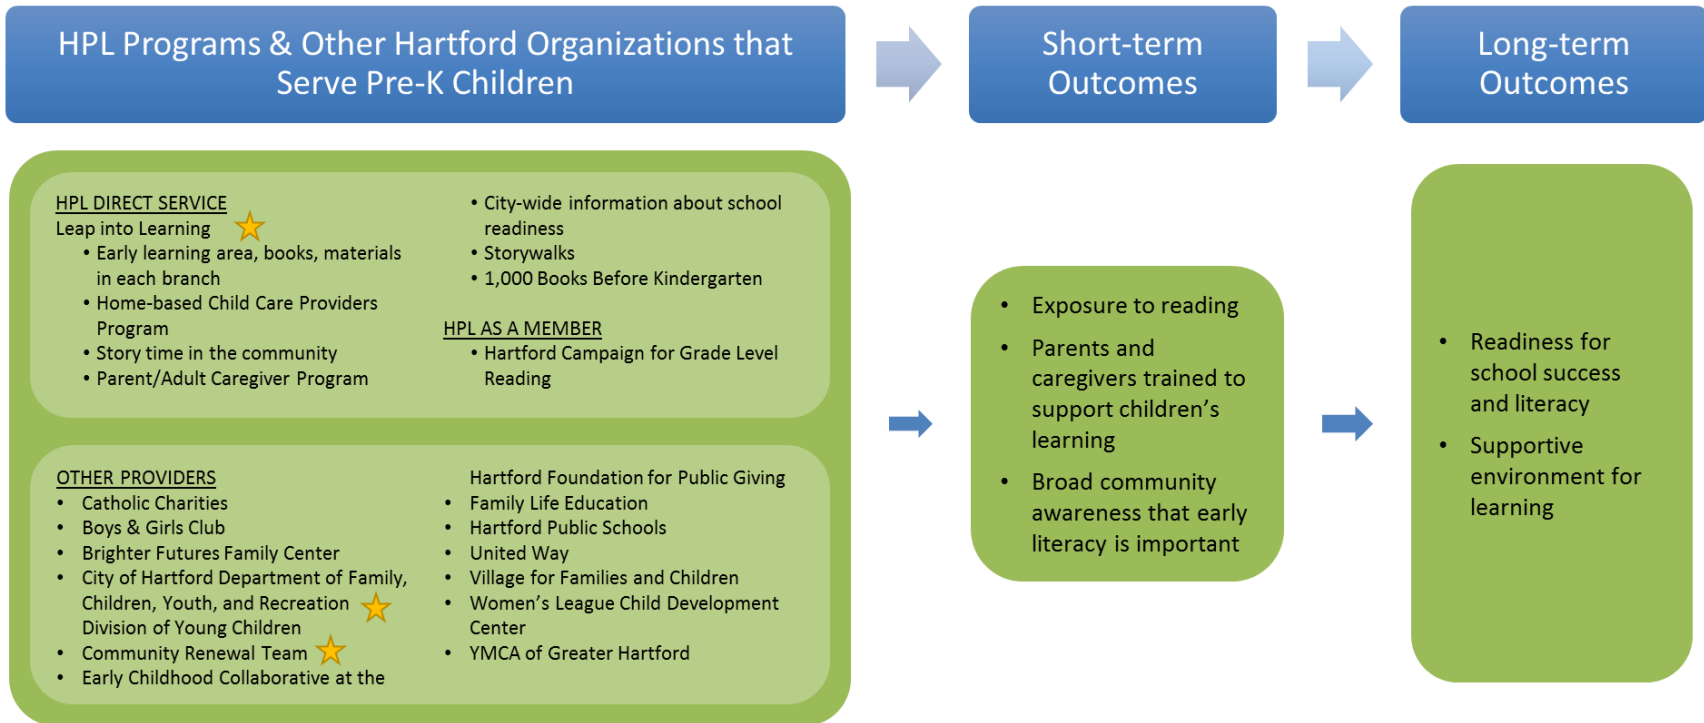 HPL Programs & Other Hartford Organizations that
Serve Pre-K Children
Short-term
Outcomes
Long-term
Outcomes
HPL DIRECT SERVICE
Leap into Learning
• Early learning area, books, materials
in each branch
• Home-based Child Care Providers
Program
• Story time in the community
• Parent/Adult Caregiver Program
• City-wide information about school
readiness
• Storywalks
• 1,000 Books Before Kindergarten
HPL AS A MEMBER
• Hartford Campaign for Grade Level
Reading
OTHER PROVIDERS
• Catholic Charities
• Boys & Girls Club
• Brighter Futures Family Center
• City of Hartford Department of Family,
Children, Youth, and Recreation
Division of Young Children
• Community Renewal Team
• Early Childhood Collaborative at the
Hartford Foundation for Public Giving
• Family Life Education
• Hartford Public Schools
• United Way
• Village for Families and Children
• Women’s League Child Development
Center
• YMCA of Greater Hartford
• Exposure to reading
• Parents and
caregivers trained to
support children’s
learning
• Broad community
awareness that early
literacy is important
• Readiness for
school success
and literacy
• Supportive
environment for
learning